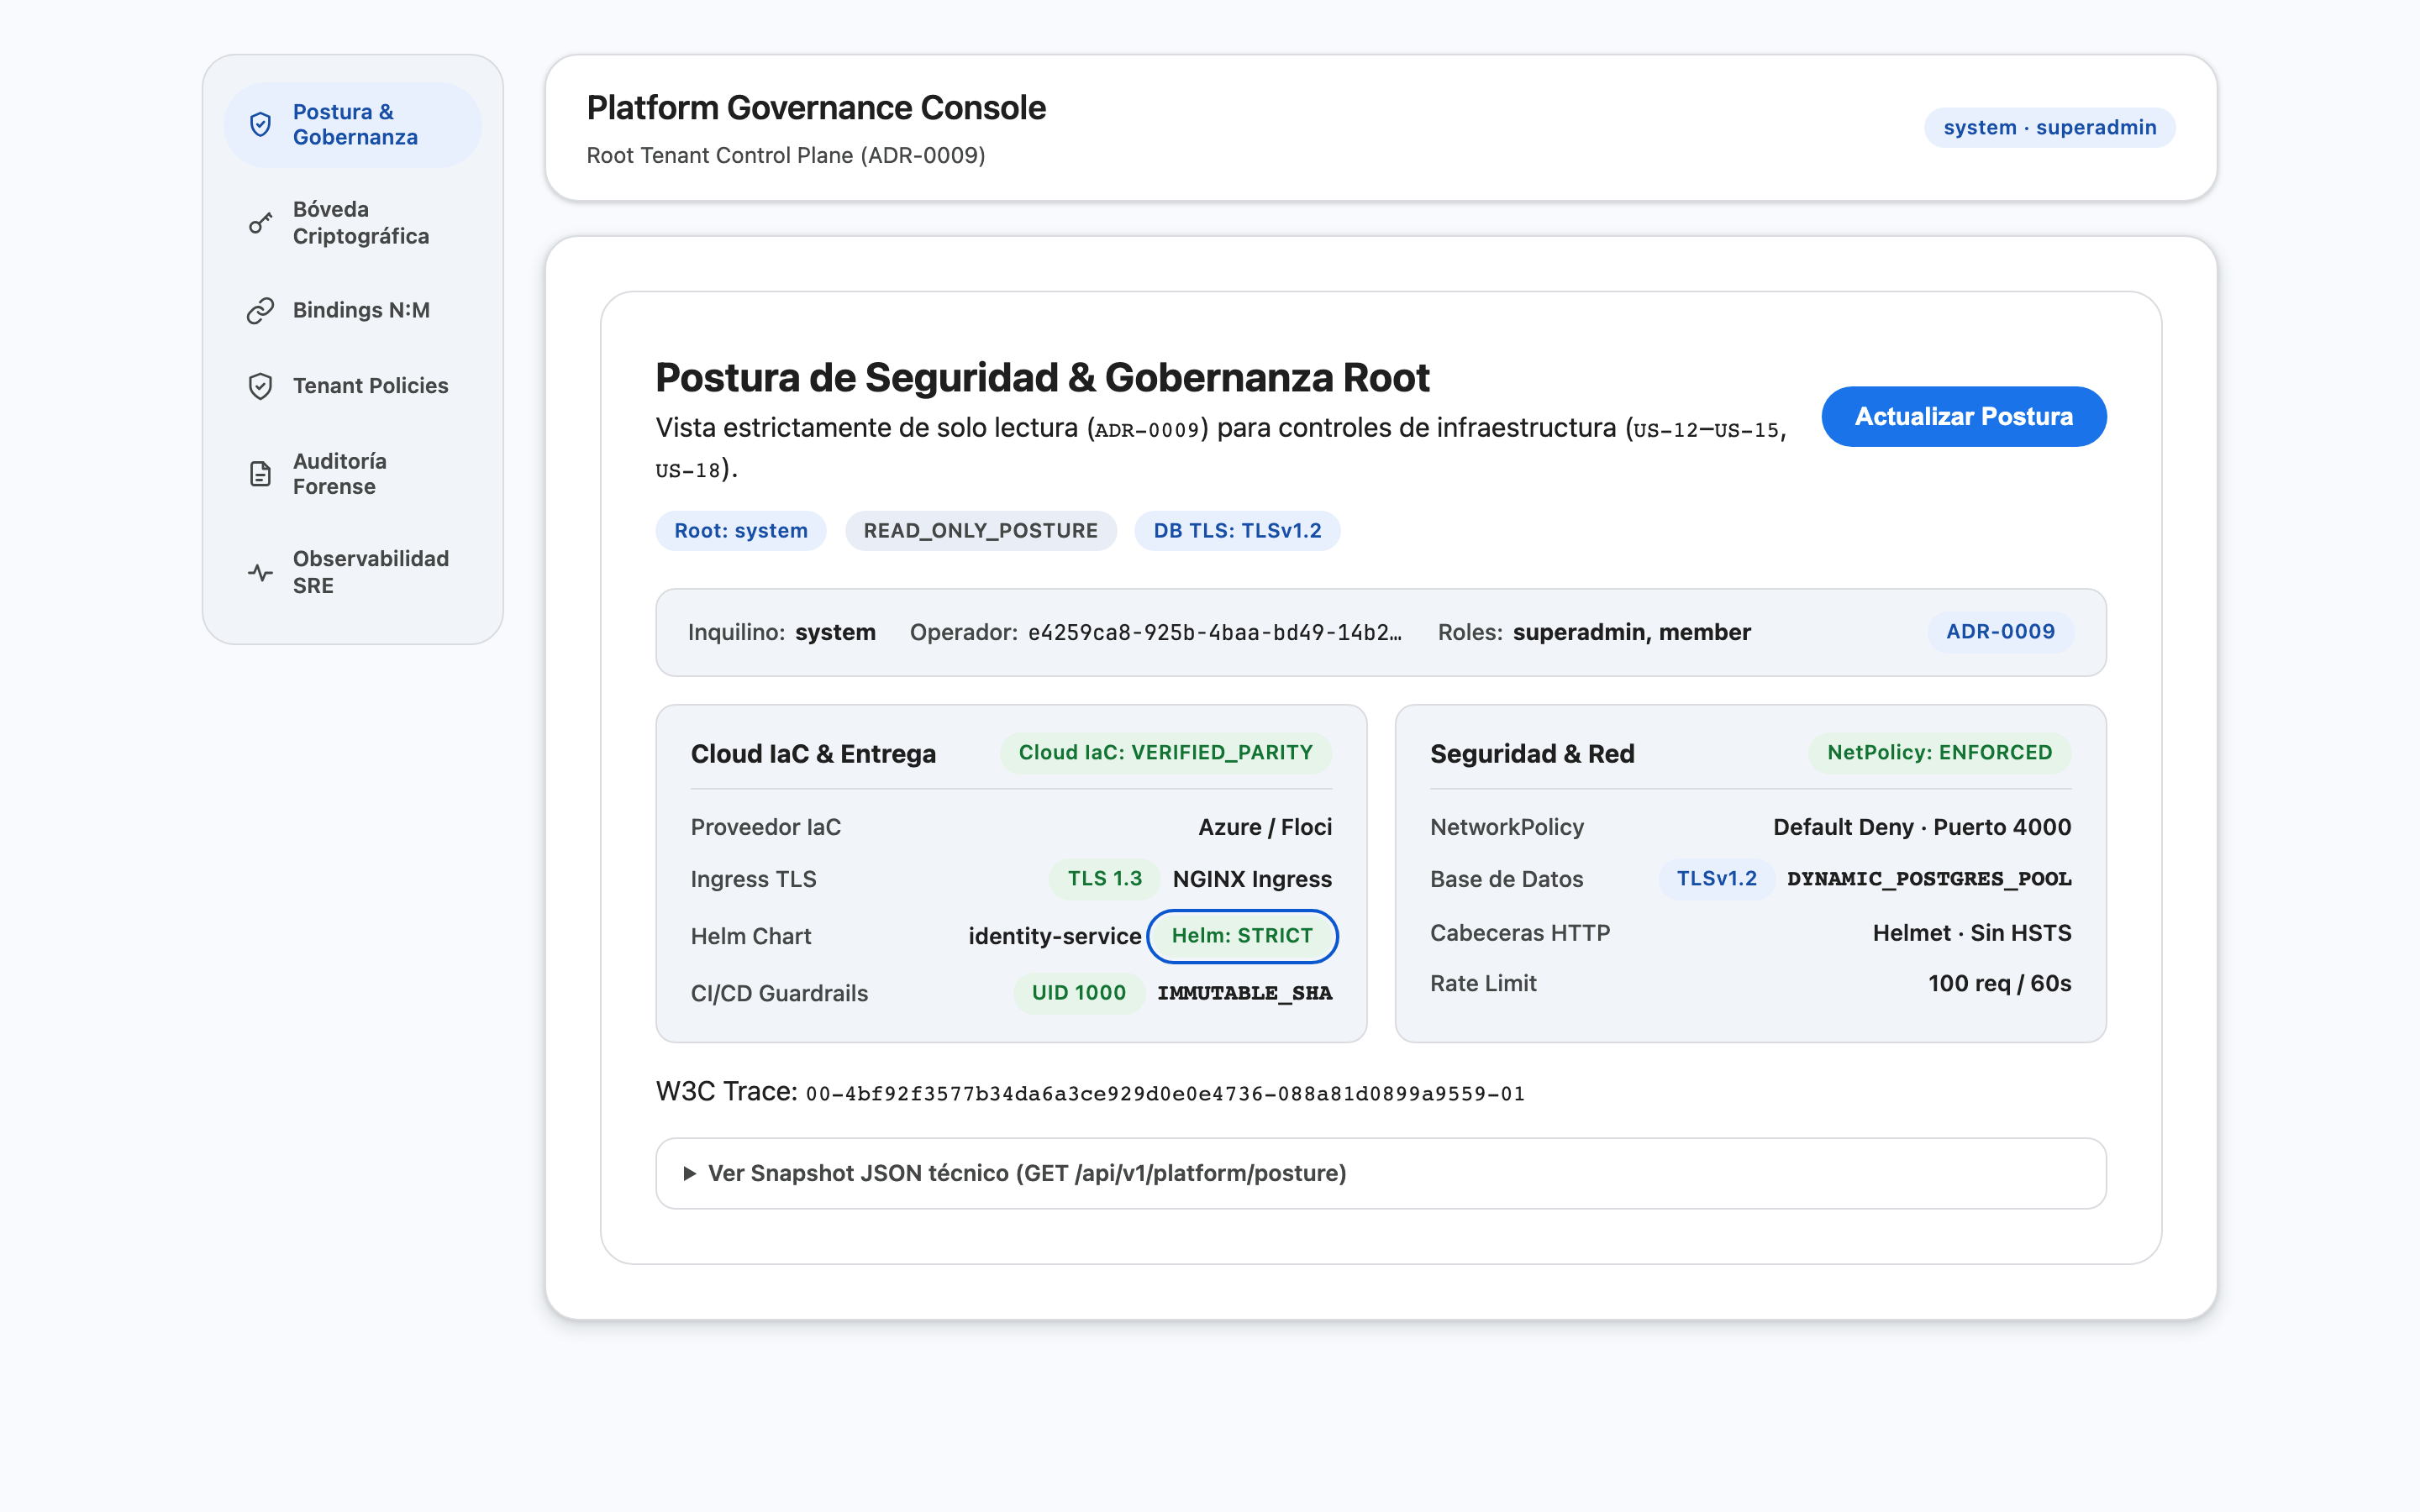 Postura &
Gobernanza
Bóveda
Criptográfica
Bindings N:M
Tenant Policies
Auditoría
Forense
Observabilidad
SRE
Platform Governance Console
Root Tenant Control Plane (ADR-0009)
system · superadmin
Postura de Seguridad & Gobernanza Root
Vista estrictamente de solo lectura (ADR-0009) para controles de infraestructura (US-12–US-15,
US-18).
Actualizar Postura
Root: system
READ_ONLY_POSTURE
DB TLS: TLSv1.2
Inquilino: system Operador: e4259ca8-925b-4baa-bd49-14b2… Roles: superadmin, member ADR-0009
Cloud IaC & Entrega Cloud IaC: VERIFIED_PARITY
Proveedor IaC Azure / Floci
Ingress TLS TLS 1.3 NGINX Ingress
Helm Chart identity-service Helm: STRICT
CI/CD Guardrails UID 1000 IMMUTABLE_SHA
Seguridad & Red NetPolicy: ENFORCED
NetworkPolicy Default Deny · Puerto 4000
Base de Datos TLSv1.2 DYNAMIC_POSTGRES_POOL
Cabeceras HTTP Helmet · Sin HSTS
Rate Limit 100 req / 60s
W3C Trace: 00-4bf92f3577b34da6a3ce929d0e0e4736-088a81d0899a9559-01
Ver Snapshot JSON técnico (GET /api/v1/platform/posture)